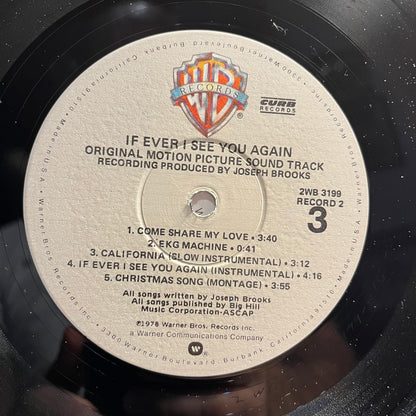 WB
RECORDS
®
CURB
RECORDS
IF EVER I SEE YOU AGAIN
ORIGINAL MOTION PICTURE SOUND TRACK
RECORDING PRODUCED BY JOSEPH BROOKS
2WB 3199
RECORD 2
3
1. COME SHARE MY LOVE • 3:40
2. EKG MACHINE • 0:41
3. CALIFORNIA (SLOW INSTRUMENTAL) • 3:12
4. IF EVER I SEE YOU AGAIN (INSTRUMENTAL) • 4:16
5. CHRISTMAS SONG (MONTAGE) • 3:55
All songs written by Joseph Brooks
All songs published by Big Hill
Music Corporation-ASCAP
℗1978 Warner Bros. Records Inc.
a Warner Communications Company